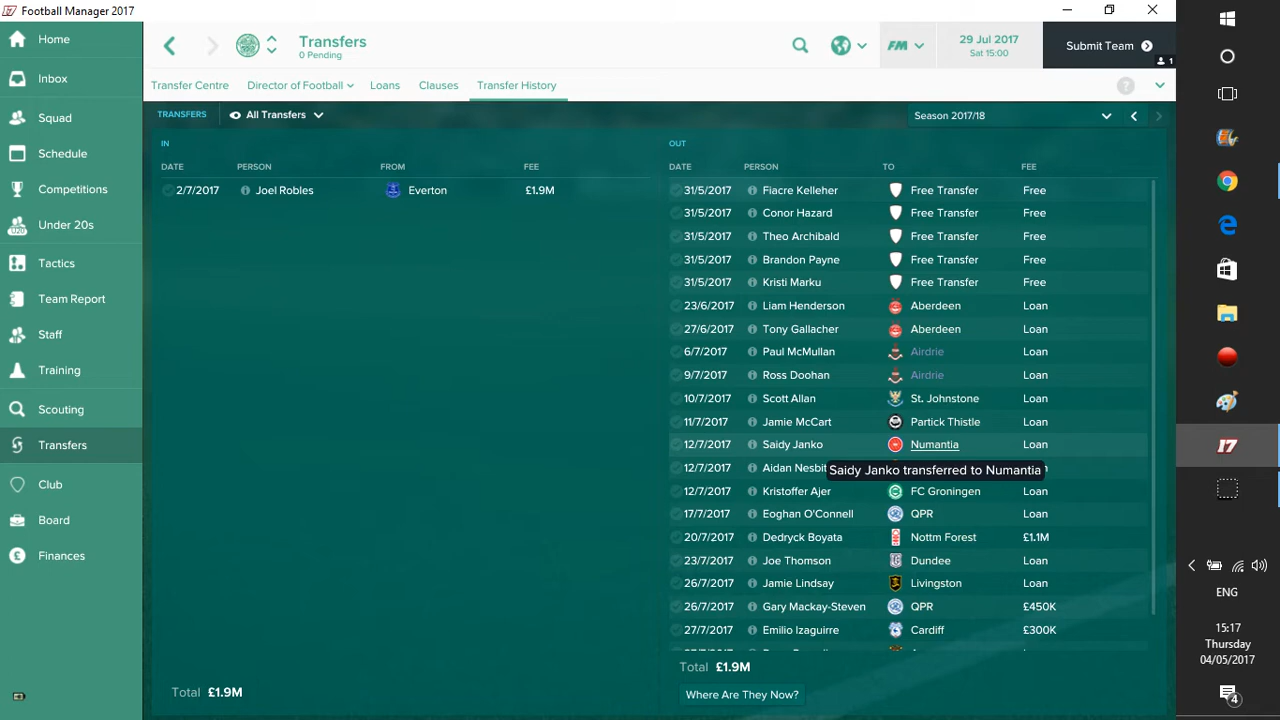 17 Football Manager 2017
Home
Inbox
Squad
Schedule
Competitions
Under 20s
Tactics
Team Report
Staff
Training
Scouting
Transfers
Club
Board
Finances
Transfers
0 Pending
FM
29 Jul 2017
Sat 15:00
Submit Team
1
Transfer Centre Director of Football Loans Clauses Transfer History
?
TRANSFERS All Transfers
Season 2017/18
IN
DATE PERSON FROM FEE
2/7/2017 Joel Robles Everton £1.9M
Total £1.9M
OUT
DATE PERSON TO FEE
31/5/2017 Fiacre Kelleher Free Transfer Free
31/5/2017 Conor Hazard Free Transfer Free
31/5/2017 Theo Archibald Free Transfer Free
31/5/2017 Brandon Payne Free Transfer Free
31/5/2017 Kristi Marku Free Transfer Free
23/6/2017 Liam Henderson Aberdeen Loan
27/6/2017 Tony Gallacher Aberdeen Loan
6/7/2017 Paul McMullan Airdrie Loan
9/7/2017 Ross Doohan Airdrie Loan
10/7/2017 Scott Allan St. Johnstone Loan
11/7/2017 Jamie McCart Partick Thistle Loan
12/7/2017 Saidy Janko Numantia Loan
12/7/2017 Aidan Nesbit
Saidy Janko transferred to Numantia
12/7/2017 Kristoffer Ajer FC Groningen Loan
17/7/2017 Eoghan O'Connell QPR Loan
20/7/2017 Dedryck Boyata Nottm Forest £1.1M
23/7/2017 Joe Thomson Dundee Loan
26/7/2017 Jamie Lindsay Livingston Loan
26/7/2017 Gary Mackay-Steven QPR £450K
27/7/2017 Emilio Izaguirre Cardiff £300K
Total £1.9M
Where Are They Now?
17
ENG
15:17
Thursday
04/05/2017
4